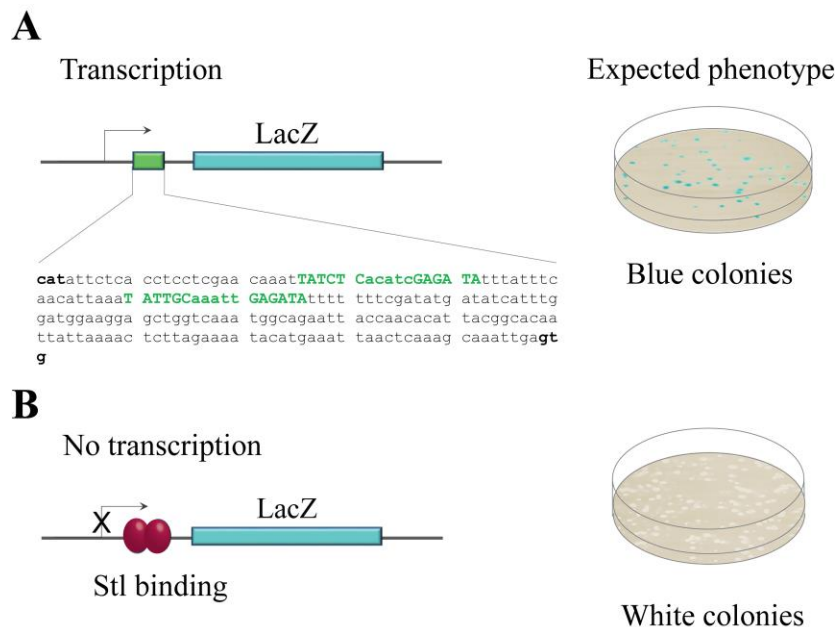 A
Transcription
Expected phenotype
LacZ
catattctca cctcctcgaa caaatTATCT CacatcGAGA TAtttatttc
aacattaaaT ATTGCaaatt GAGATAtttt tttcgatatg atatcatttg
gatggaagga gctggtcaaa tggcagaatt accaacacat tacggcacaa
tattaaaact tcttagaaaa tacatgaaat taactcaaag caaattgagt
g
Blue colonies
B
No transcription
X
LacZ
Stl binding
White colonies